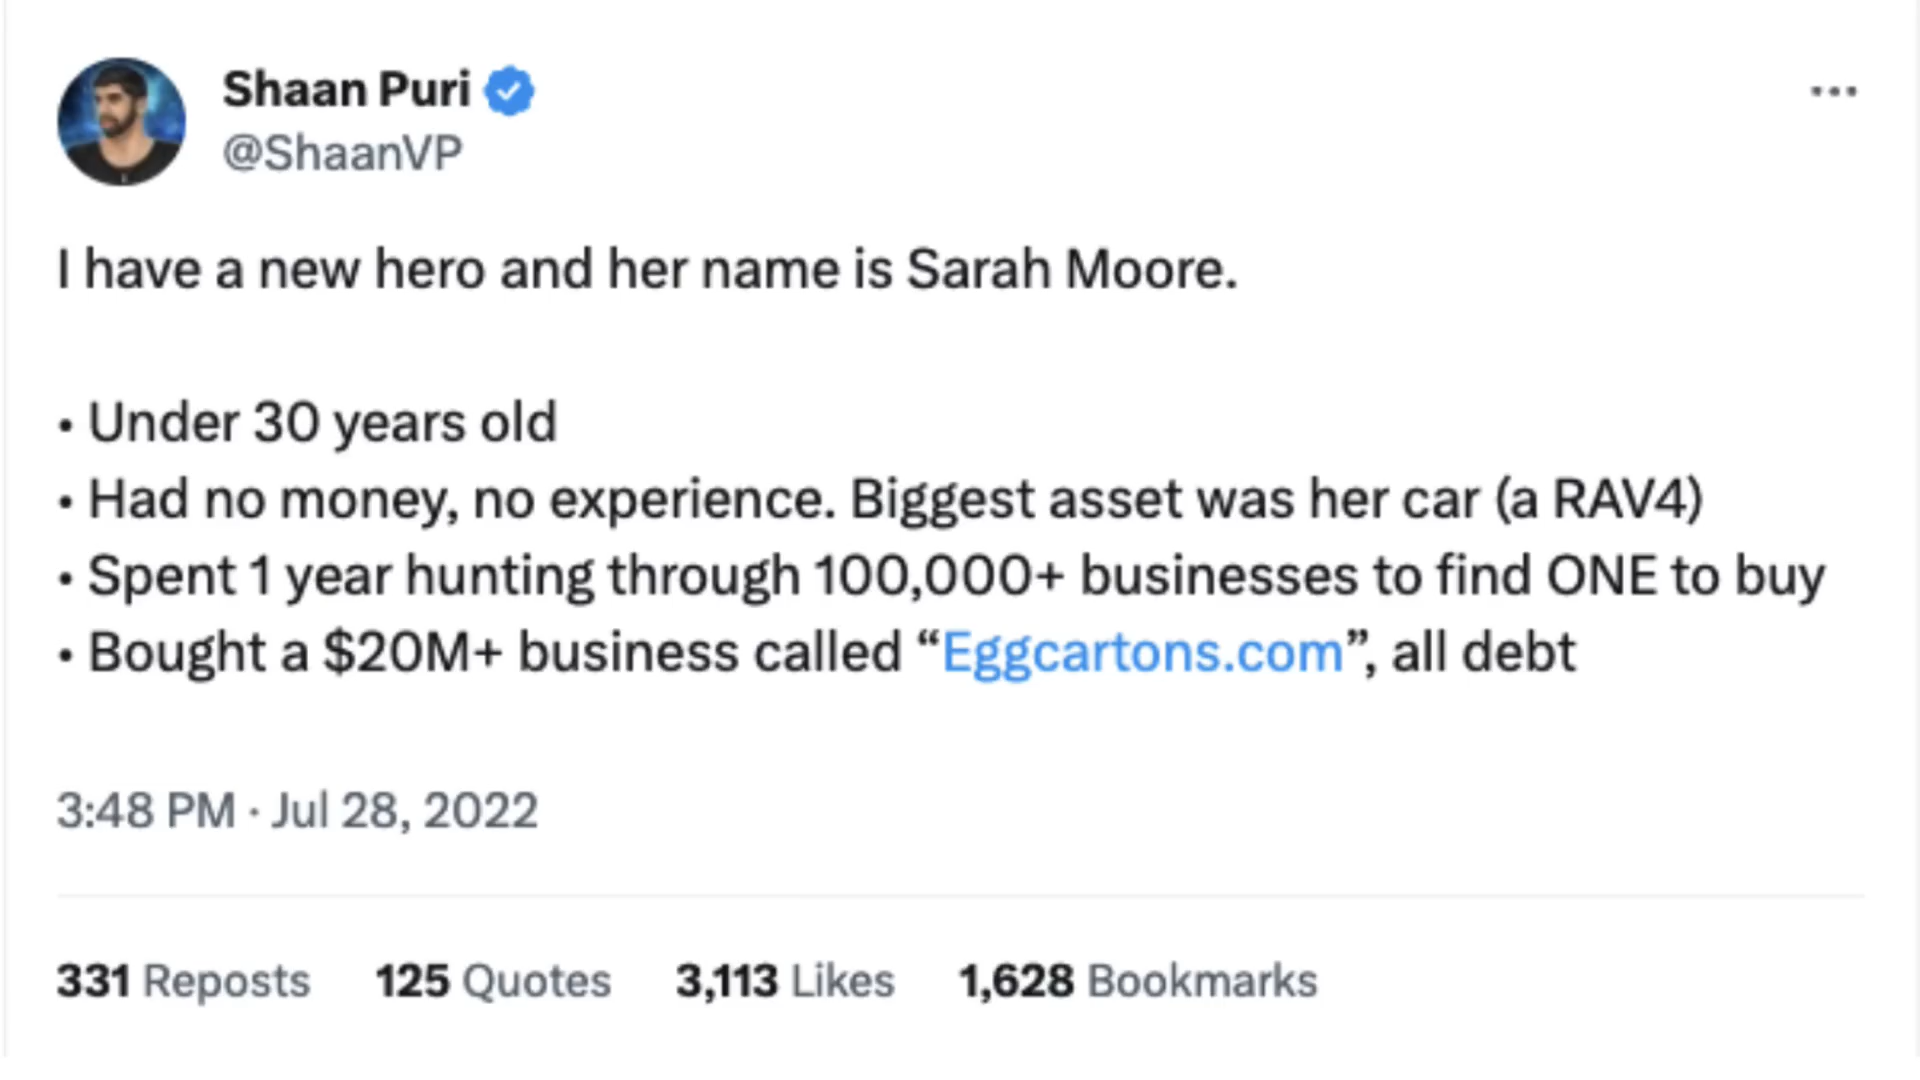 Shaan Puri
@ShaanVP
I have a new hero and her name is Sarah Moore.
• Under 30 years old
• Had no money, no experience. Biggest asset was her car (a RAV4)
• Spent 1 year hunting through 100,000+ businesses to find ONE to buy
• Bought a $20M+ business called “Eggcartons.com”, all debt
3:48 PM · Jul 28, 2022
331 Reposts 125 Quotes 3,113 Likes 1,628 Bookmarks